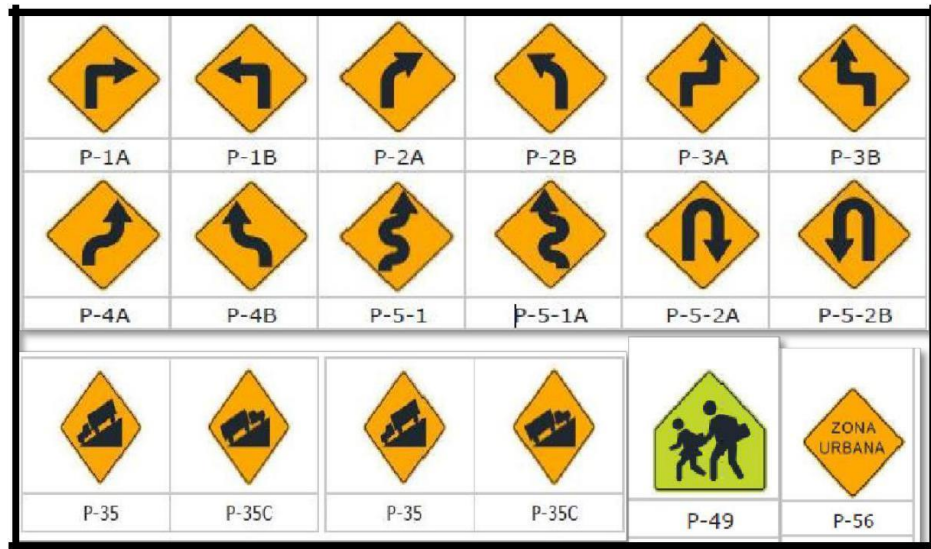 P-1A P-1B P-2A P-2B P-3A P-3B
P-4A P-4B P-5-1 P-5-1A P-5-2A P-5-2B
ZONA
URBANA
P-35 P-35C P-35 P-35C P-49 P-56